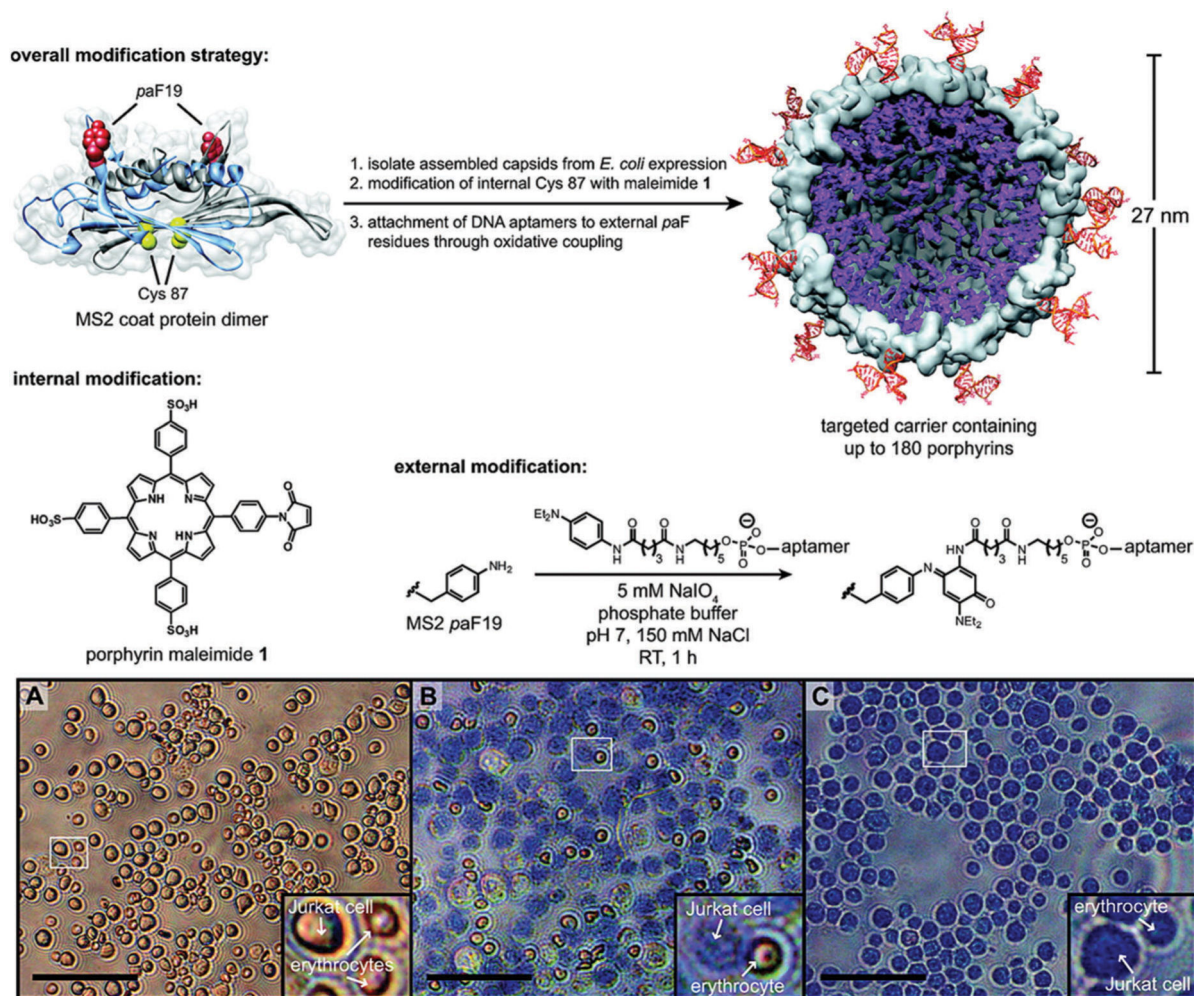 overall modification strategy:
paF19
Cys 87
MS2 coat protein dimer
1. isolate assembled capsids from E. coli expression
2. modification of internal Cys 87 with maleimide 1
3. attachment of DNA aptamers to external paF
residues through oxidative coupling
27 nm
targeted carrier containing
up to 180 porphyrins
internal modification:
SO₃H
HO₃S
NH
N
N
HN
N
O
O
SO₃H
porphyrin maleimide 1
external modification:
NH₂
MS2 paF19
Et₂N
N
H
O
O
N
H
O
P
O
O
aptamer
3
5
⊖
5 mM NaIO₄
phosphate buffer
pH 7, 150 mM NaCl
RT, 1 h
N
HN
O
O
N
H
O
P
O
O
aptamer
3
5
⊖
O
NEt₂
A
Jurkat cell
erythrocytes
B
Jurkat cell
erythrocyte
C
erythrocyte
Jurkat cell